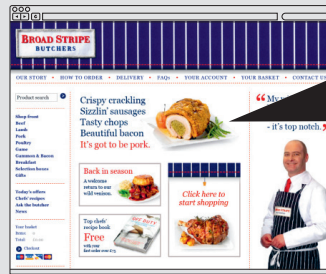 BROAD STRIPE
BUTCHERS
OUR STORY • HOW TO ORDER • DELIVERY • FAQs • YOUR ACCOUNT • YOUR BASKET • CONTACT U
Product search
Shop front
Beef
Lamb
Pork
Poultry
Game
Gammon & Bacon
Breakfast
Selection boxes
Gifts
Today's offers
Chefs' recipes
Ask the butcher
News
Your basket
Items
Total
Checkout
Crispy crackling
Sizzlin' sausages
Tasty chops
Beautiful bacon
It's got to be pork.
Back in season
A welcome
return to our
wild venison.
Top chefs'
recipe book
Free
with your
Click here to
start shopping
“ My
- it's top notch. ”